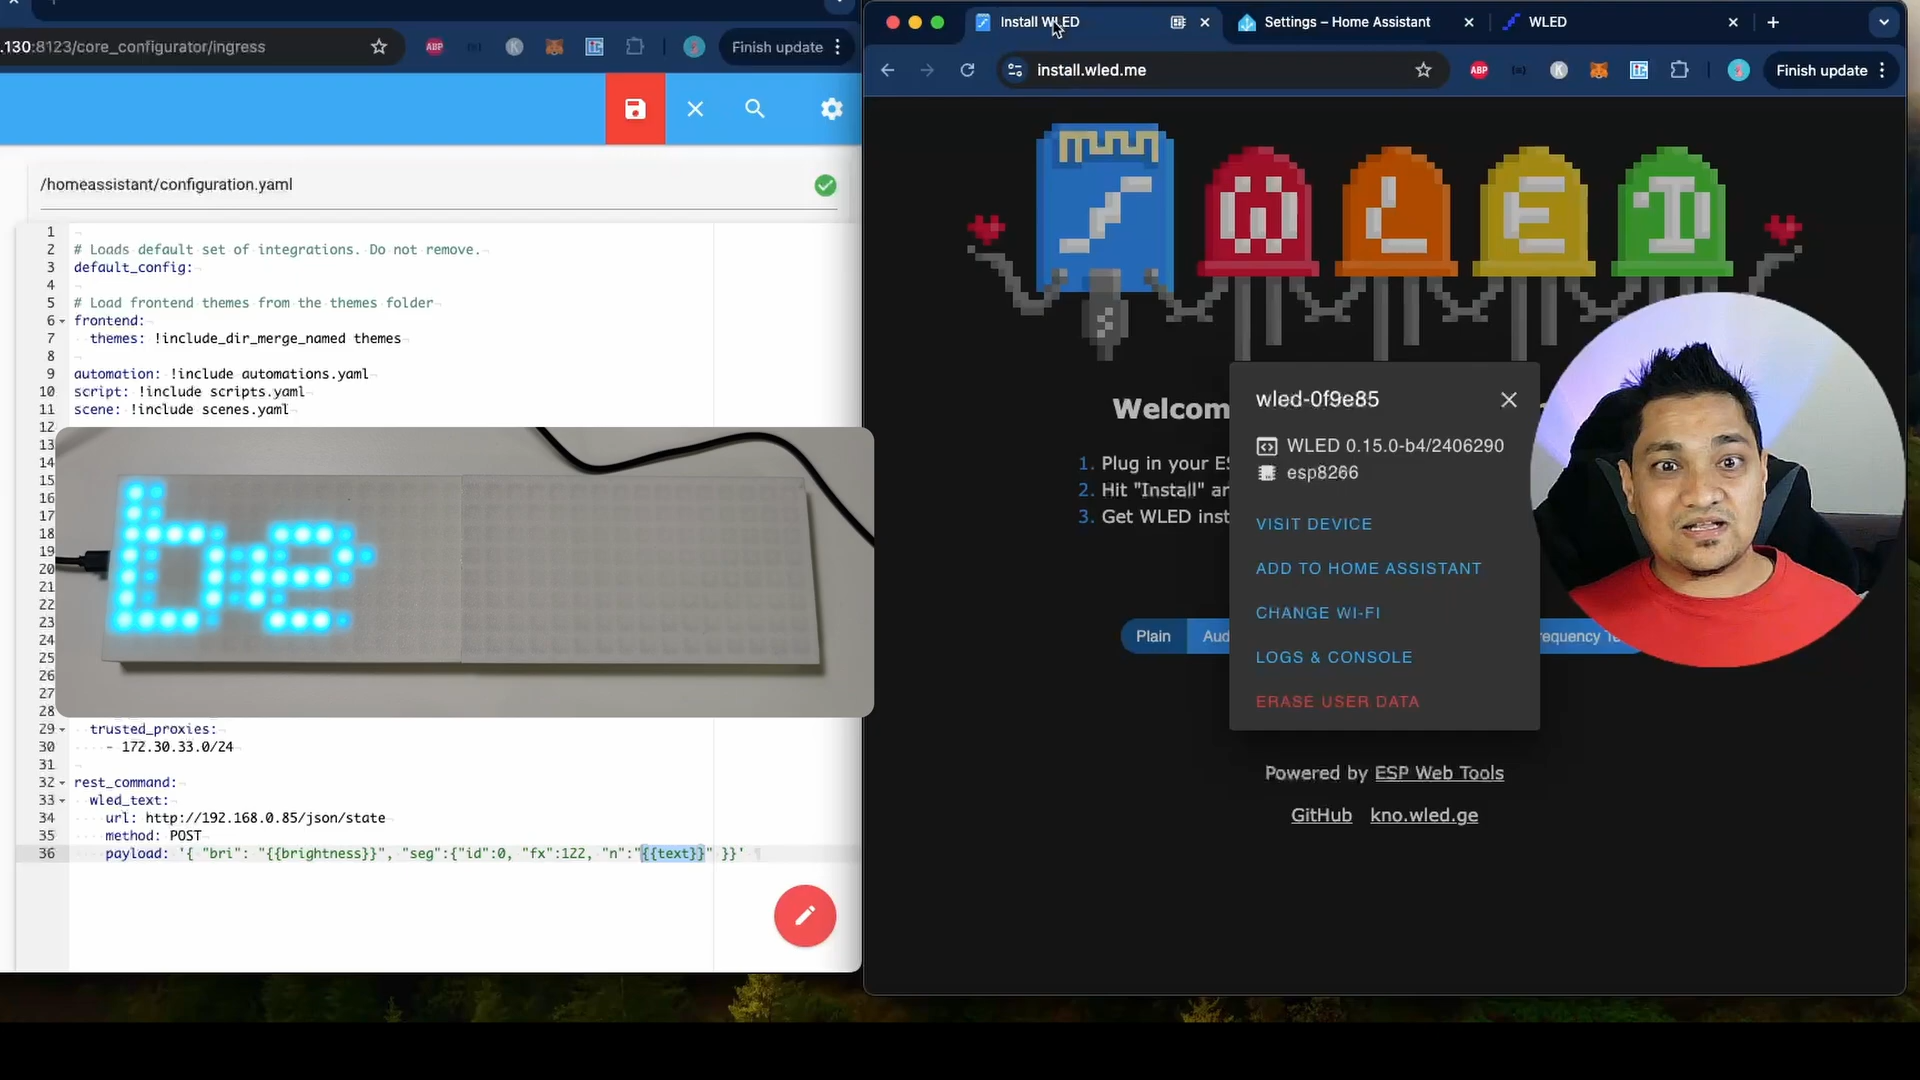 .130:8123/core_configurator/ingress
ABP
K
Finish update
/homeassistant/configuration.yaml
1
2 # Loads default set of integrations. Do not remove.
3 default_config:
4
5 # Load frontend themes from the themes folder
6 frontend:
7 themes: !include_dir_merge_named themes
8
9 automation: !include automations.yaml
10 script: !include scripts.yaml
11 scene: !include scenes.yaml
12
13
14
15
16
17
18
19
20
21
22
23
24
25
26
27
28
29 trusted_proxies:
30 - 172.30.33.0/24
31
32 rest_command:
33 wled_text:
34 url: http://192.168.0.85/json/state
35 method: POST
36 payload: '{ "bri": "{{brightness}}", "seg":{"id":0, "fx":122, "n":"{{text}}" }}'
be
Install WLED
Settings – Home Assistant
WLED
install.wled.me
ABP
K
Finish update
WLED
Welcom
1. Plug in your ES
2. Hit "Install" an
3. Get WLED inst
Plain
Aud
requency Te
wled-0f9e85
WLED 0.15.0-b4/2406290
esp8266
VISIT DEVICE
ADD TO HOME ASSISTANT
CHANGE WI-FI
LOGS & CONSOLE
ERASE USER DATA
Powered by ESP Web Tools
GitHub kno.wled.ge